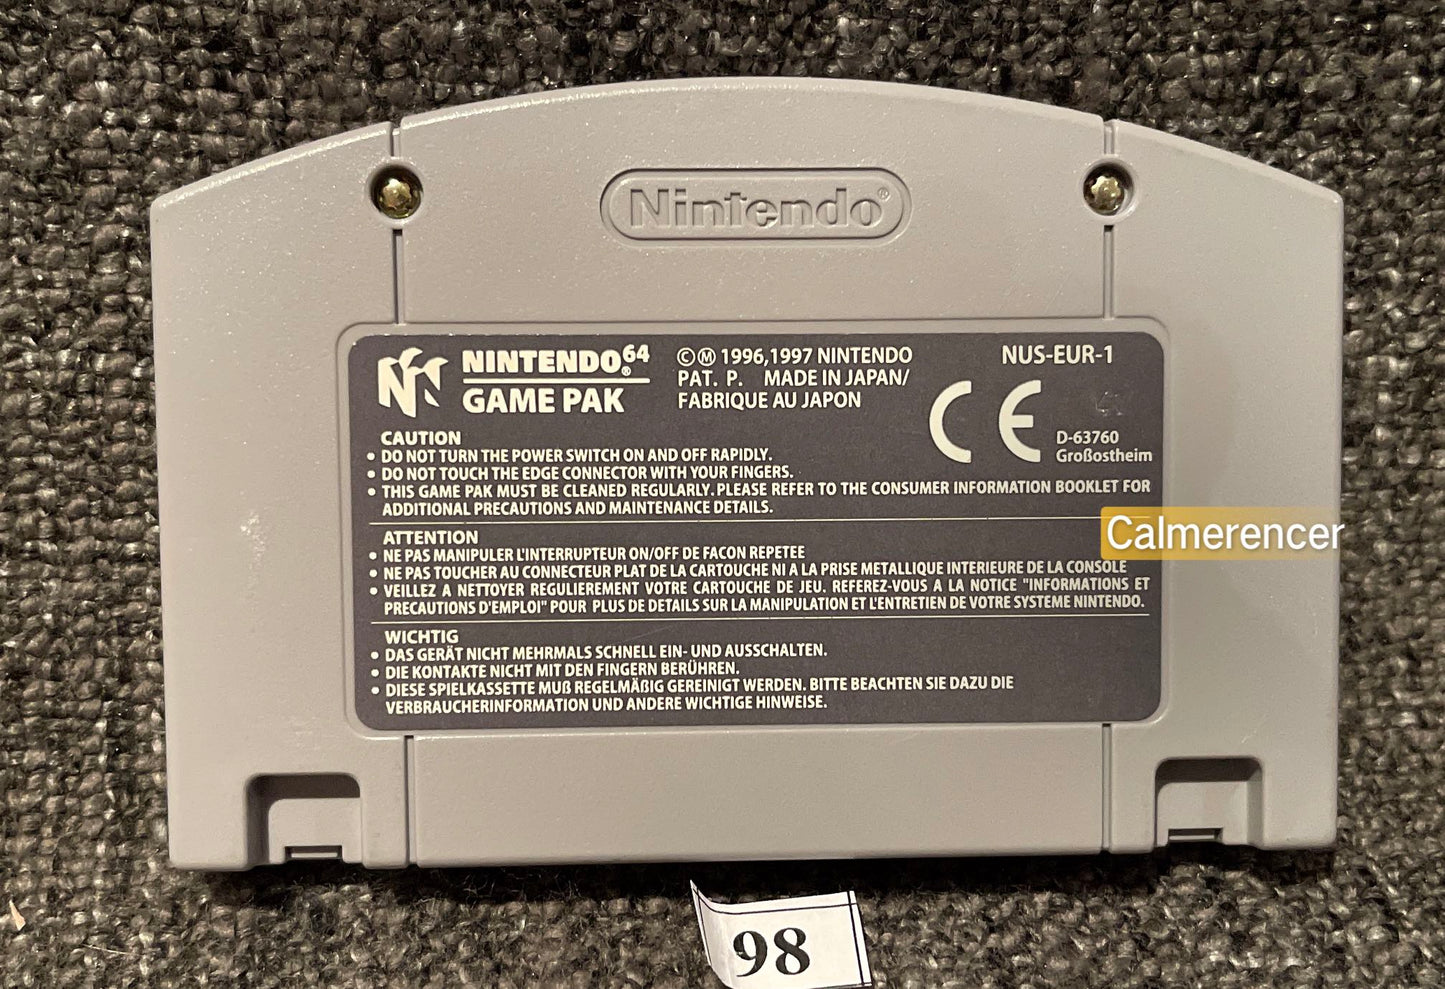 Nintendo®
NINTENDO64®
GAME PAK
©Ⓜ 1996,1997 NINTENDO
PAT. P. MADE IN JAPAN/
FABRIQUE AU JAPON
NUS-EUR-1
CE
D-63760
Großostheim
CAUTION
• DO NOT TURN THE POWER SWITCH ON AND OFF RAPIDLY.
• DO NOT TOUCH THE EDGE CONNECTOR WITH YOUR FINGERS.
• THIS GAME PAK MUST BE CLEANED REGULARLY. PLEASE REFER TO THE CONSUMER INFORMATION BOOKLET FOR
ADDITIONAL PRECAUTIONS AND MAINTENANCE DETAILS.
Calmerencer
ATTENTION
• NE PAS MANIPULER L'INTERRUPTEUR ON/OFF DE FACON REPETEE
• NE PAS TOUCHER AU CONNECTEUR PLAT DE LA CARTOUCHE NI A LA PRISE METALLIQUE INTERIEURE DE LA CONSOLE
• VEILLEZ A NETTOYER REGULIEREMENT VOTRE CARTOUCHE DE JEU. REFEREZ-VOUS A LA NOTICE "INFORMATIONS ET
PRECAUTIONS D'EMPLOI" POUR PLUS DE DETAILS SUR LA MANIPULATION ET L'ENTRETIEN DE VOTRE SYSTEME NINTENDO.
WICHTIG
• DAS GERÄT NICHT MEHRMALS SCHNELL EIN- UND AUSSCHALTEN.
• DIE KONTAKTE NICHT MIT DEN FINGERN BERÜHREN.
• DIESE SPIELKASSETTE MUß REGELMÄßIG GEREINIGT WERDEN. BITTE BEACHTEN SIE DAZU DIE
VERBRAUCHERINFORMATION UND ANDERE WICHTIGE HINWEISE.
98